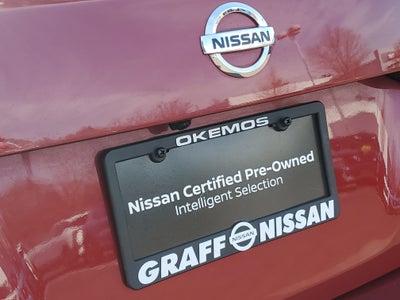 NISSAN
OKEMOS
Nissan Certified Pre-Owned
Intelligent Selection
GRAFF NISSAN NISSAN